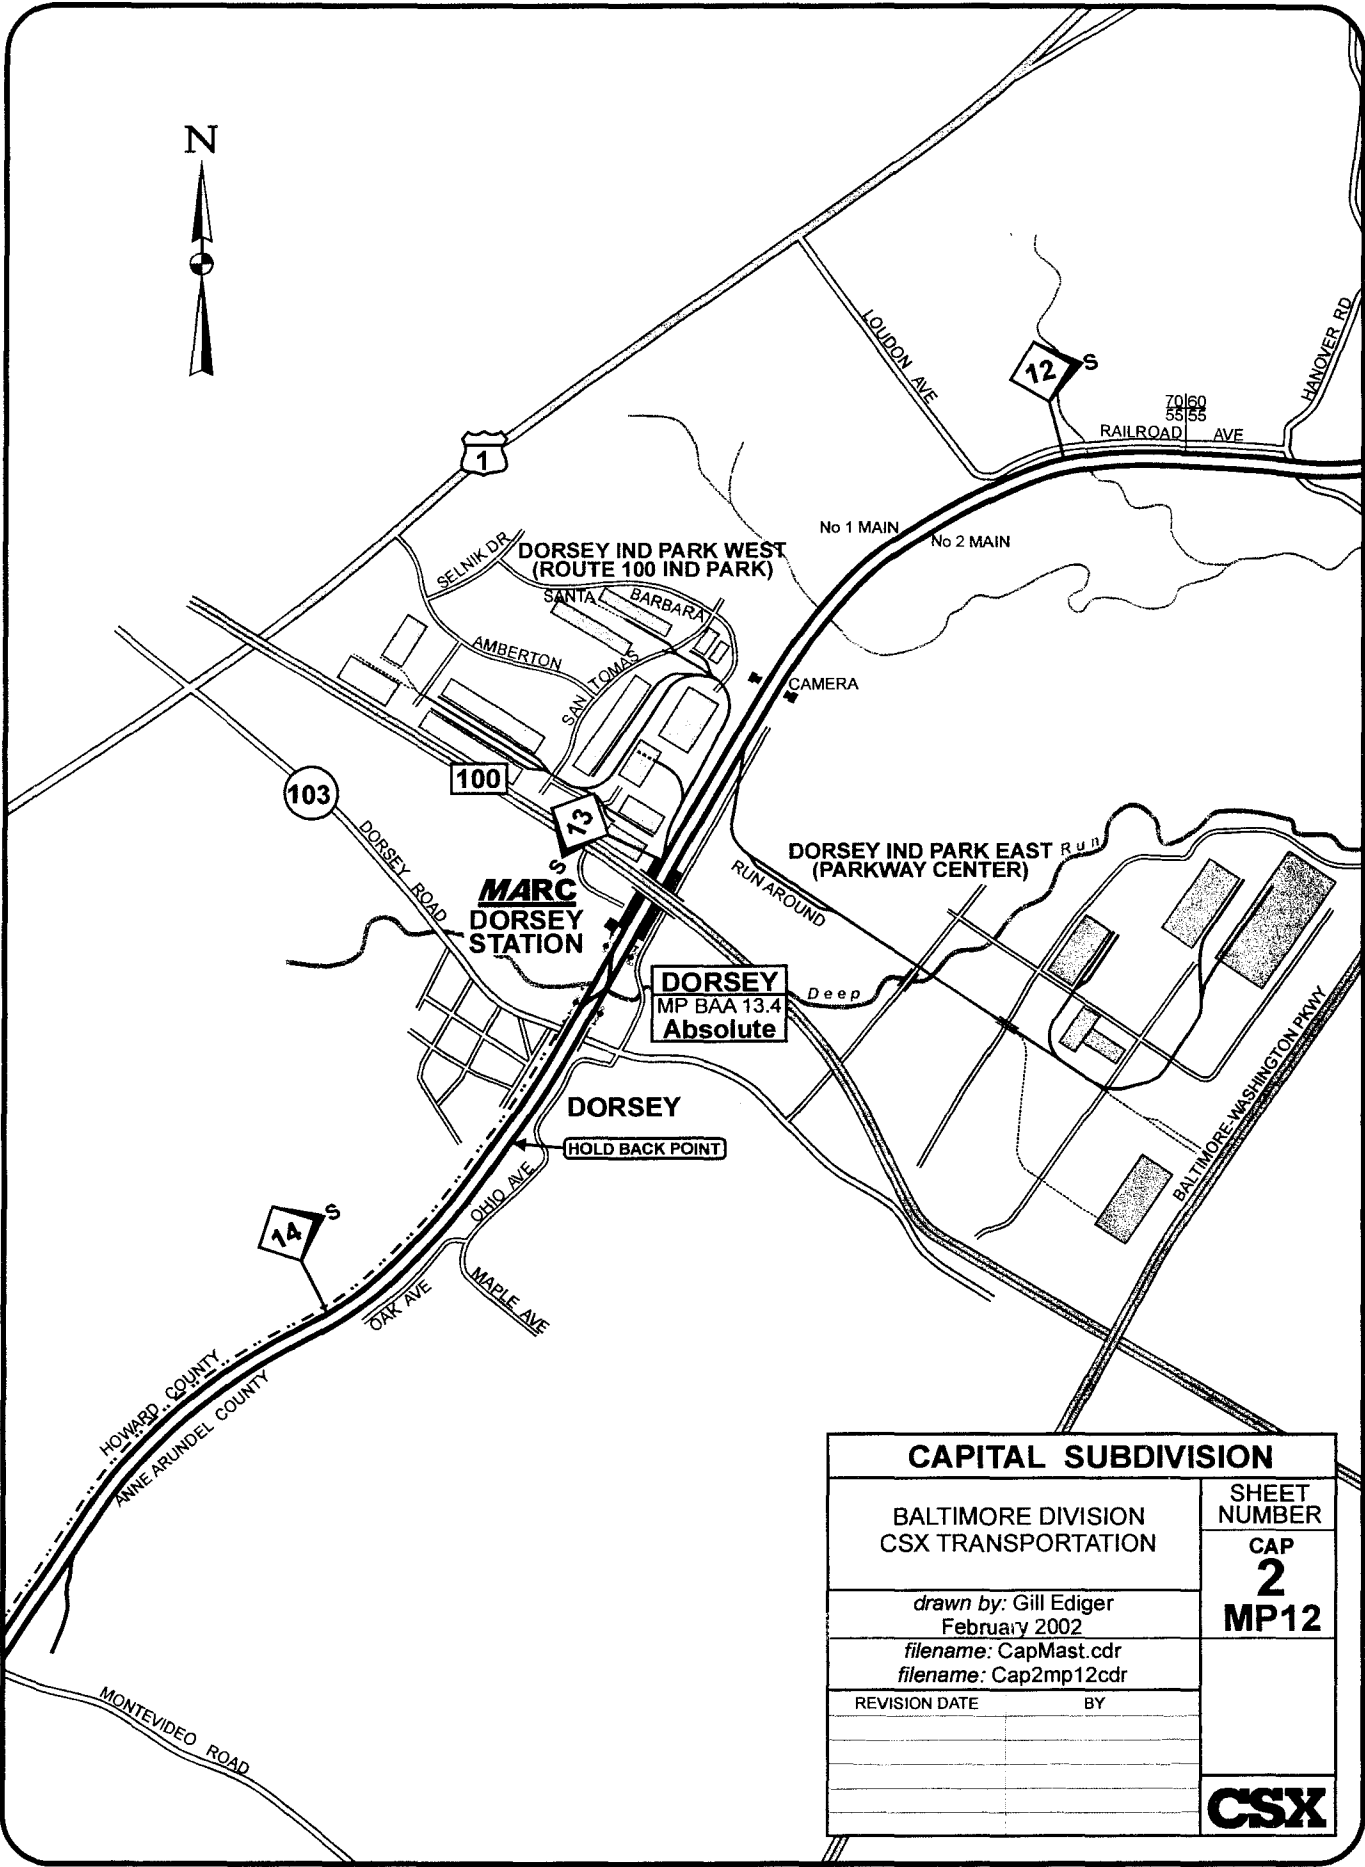 N
LOUDON AVE
HANOVER RD
12
S
70 60
55 55
RAILROAD AVE
1
No 1 MAIN
No 2 MAIN
SELNIK DR
DORSEY IND PARK WEST
(ROUTE 100 IND PARK)
SANTA BARBARA
AMBERTON
SAN TOMAS
CAMERA
103
100
13
S
DORSEY ROAD
MARC
DORSEY
STATION
RUN AROUND
DORSEY IND PARK EAST
(PARKWAY CENTER)
Deep Run
DORSEY
MP BAA 13.4
Absolute
BALTIMORE-WASHINGTON PKWY
DORSEY
HOLD BACK POINT
OHIO AVE
14
S
OAK AVE
MAPLE AVE
HOWARD COUNTY
ANNE ARUNDEL COUNTY
MONTEVIDEO ROAD
CAPITAL SUBDIVISION
BALTIMORE DIVISION
CSX TRANSPORTATION
SHEET
NUMBER
CAP
2
MP12
drawn by: Gill Ediger
February 2002
filename: CapMast.cdr
filename: Cap2mp12cdr
REVISION DATE BY
CSX